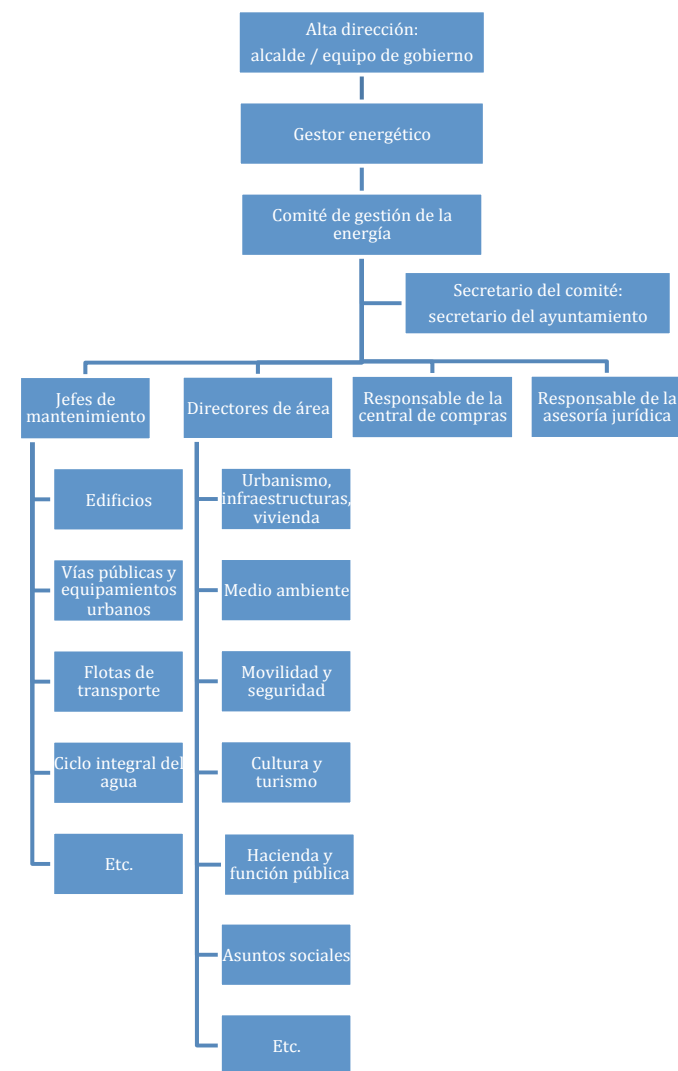 Alta dirección:
alcalde / equipo de gobierno
Gestor energético
Comité de gestión de la
energía
Secretario del comité:
secretario del ayuntamiento
Jefes de
mantenimiento
Directores de área
Responsable de la
central de compras
Responsable de la
asesoría jurídica
Edificios
Vías públicas y
equipamientos
urbanos
Flotas de
transporte
Ciclo integral del
agua
Etc.
Urbanismo,
infraestructuras,
vivienda
Medio ambiente
Movilidad y
seguridad
Cultura y
turismo
Hacienda y
función pública
Asuntos sociales
Etc.